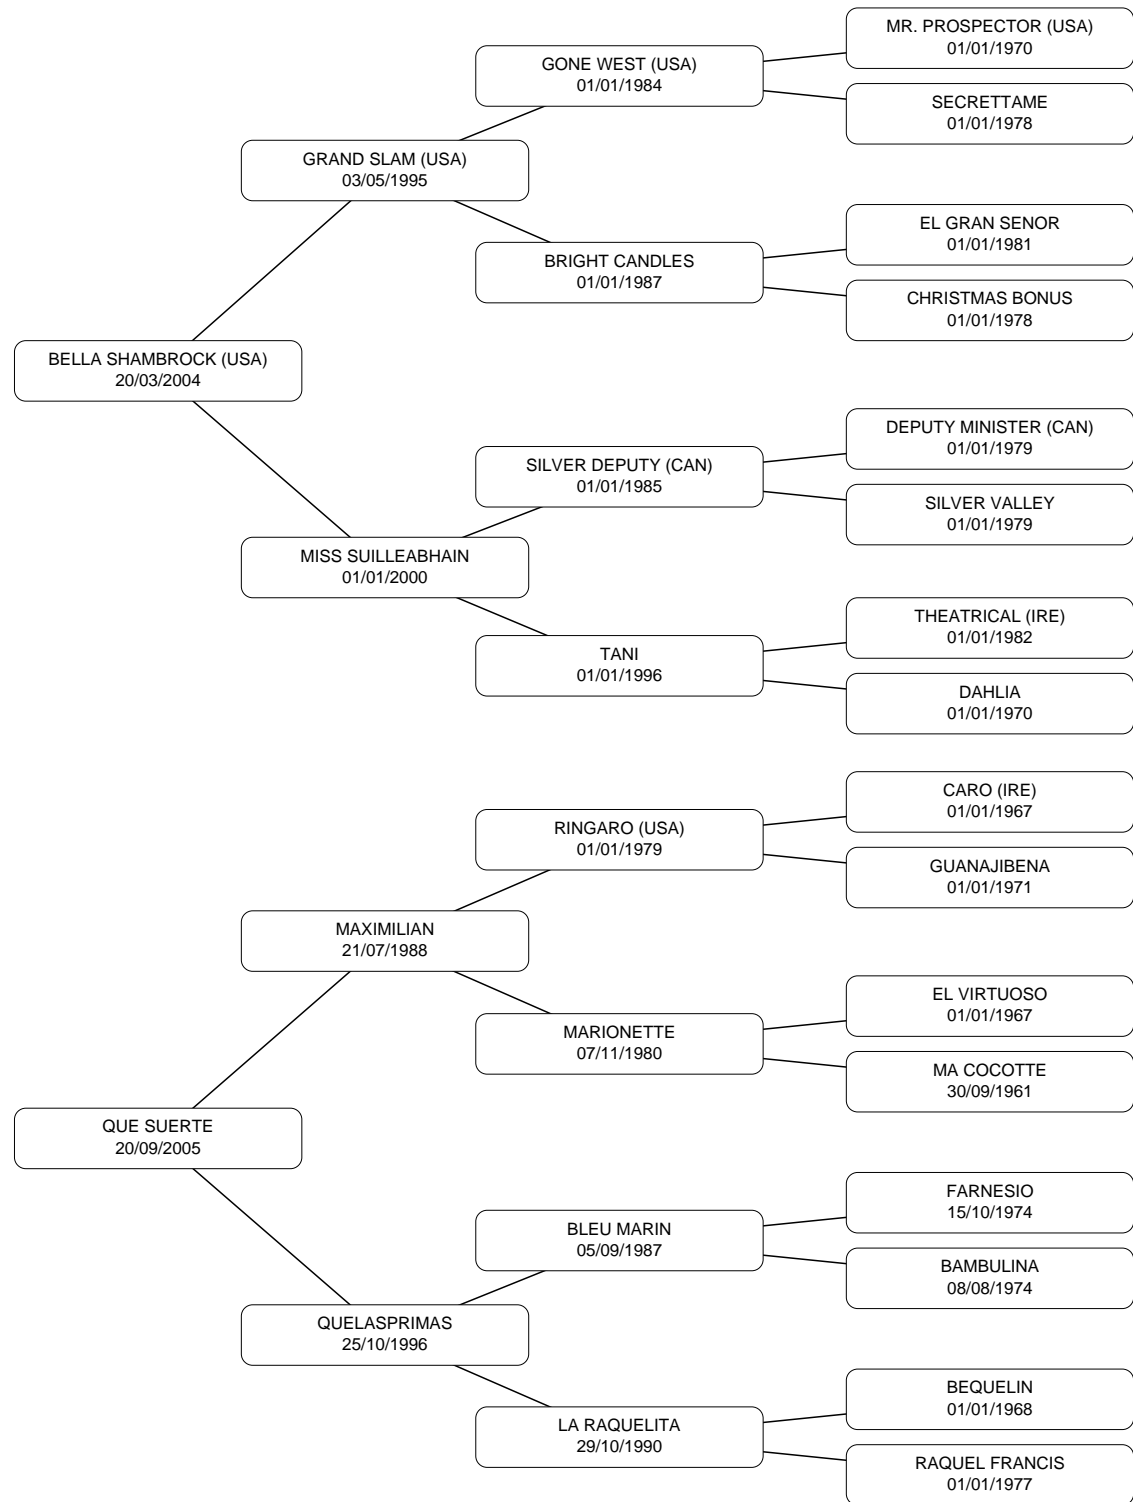 MR. PROSPECTOR (USA)
01/01/1970
GONE WEST (USA)
01/01/1984
SECRETTAME
01/01/1978
GRAND SLAM (USA)
03/05/1995
EL GRAN SENOR
01/01/1981
BRIGHT CANDLES
01/01/1987
CHRISTMAS BONUS
01/01/1978
BELLA SHAMBROCK (USA)
20/03/2004
DEPUTY MINISTER (CAN)
01/01/1979
SILVER DEPUTY (CAN)
01/01/1985
SILVER VALLEY
01/01/1979
MISS SUILLEABHAIN
01/01/2000
THEATRICAL (IRE)
01/01/1982
TANI
01/01/1996
DAHLIA
01/01/1970
CARO (IRE)
01/01/1967
RINGARO (USA)
01/01/1979
GUANAJIBENA
01/01/1971
MAXIMILIAN
21/07/1988
EL VIRTUOSO
01/01/1967
MARIONETTE
07/11/1980
MA COCOTTE
30/09/1961
QUE SUERTE
20/09/2005
FARNESIO
15/10/1974
BLEU MARIN
05/09/1987
BAMBULINA
08/08/1974
QUELASPRIMAS
25/10/1996
BEQUELIN
01/01/1968
LA RAQUELITA
29/10/1990
RAQUEL FRANCIS
01/01/1977